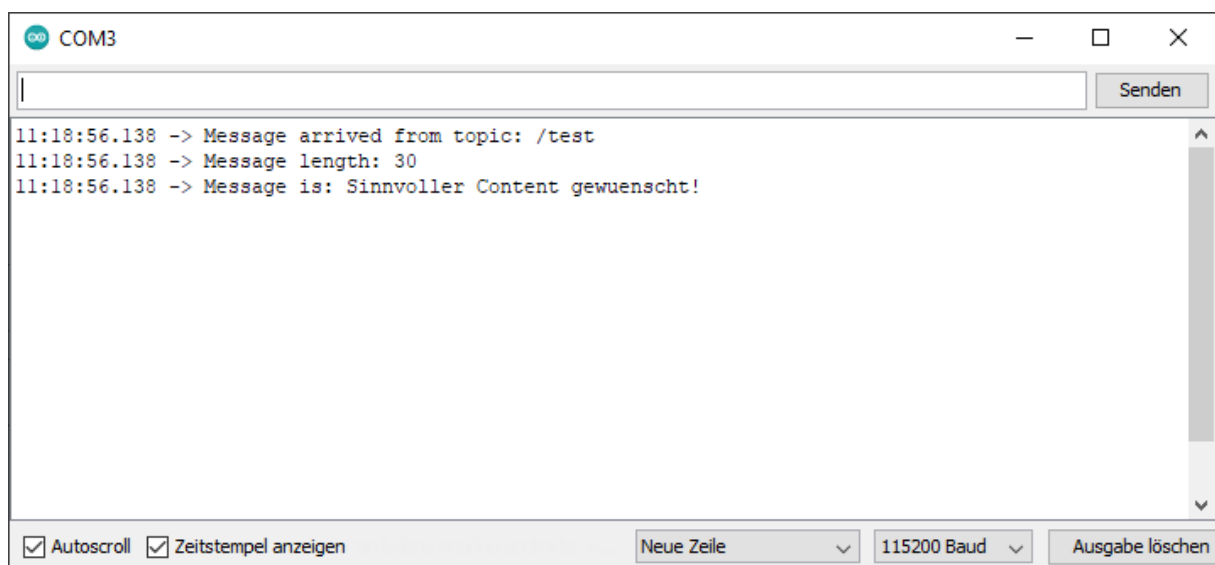 COM3
Senden
11:18:56.138 -> Message arrived from topic: /test
11:18:56.138 -> Message length: 30
11:18:56.138 -> Message is: Sinnvoller Content gewuenscht!
Autoscroll Zeitstempel anzeigen Neue Zeile 115200 Baud Ausgabe löschen